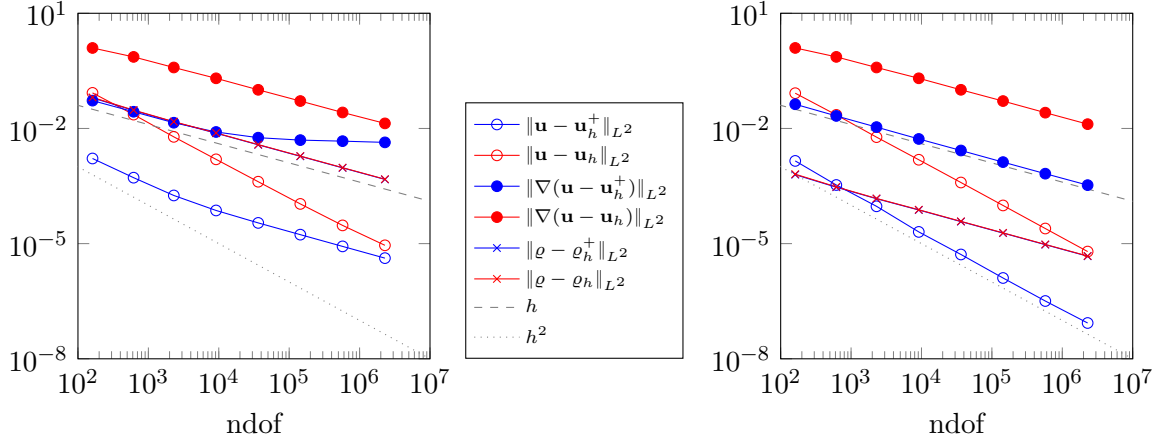 10^1
10^−2
10^−5
10^−8
10^2 10^3 10^4 10^5 10^6 10^7
ndof
‖u − u_h^+‖_{L^2}
‖u − u_h‖_{L^2}
‖∇(u − u_h^+)‖_{L^2}
‖∇(u − u_h)‖_{L^2}
‖ϱ − ϱ_h^+‖_{L^2}
‖ϱ − ϱ_h‖_{L^2}
h
h^2
10^1
10^−2
10^−5
10^−8
10^2 10^3 10^4 10^5 10^6 10^7
ndof